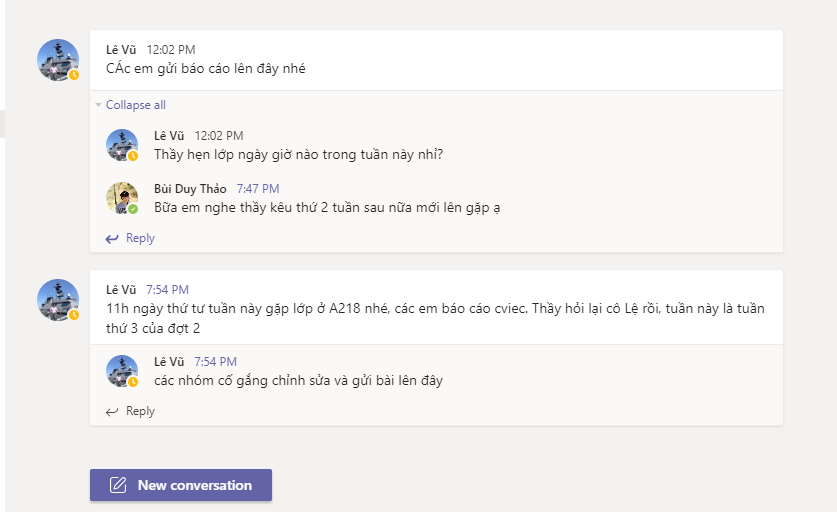 Lê Vũ 12:02 PM
CÁc em gửi báo cáo lên đây nhé
Collapse all
Lê Vũ 12:02 PM
Thầy hẹn lớp ngày giờ nào trong tuần này nhỉ?
Bùi Duy Thảo 7:47 PM
Bữa em nghe thầy kêu thứ 2 tuần sau nữa mới lên gặp ạ
Reply
Lê Vũ 7:54 PM
11h ngày thứ tư tuần này gặp lớp ở A218 nhé, các em báo cáo cviec. Thầy hỏi lại cô Lệ rồi, tuần này là tuần
thứ 3 của đợt 2
Lê Vũ 7:54 PM
các nhóm cố gắng chỉnh sửa và gửi bài lên đây
Reply
New conversation